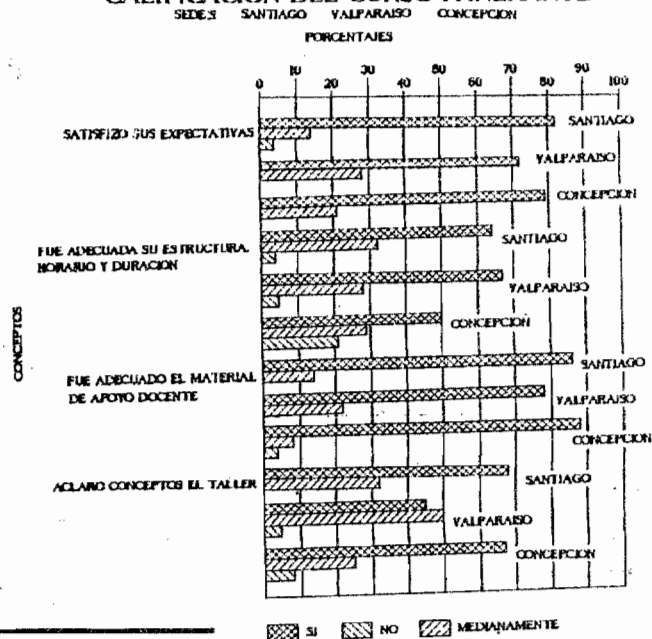 SEDES SANTIAGO VALPARAISO CONCEPCION
PORCENTAJES
0 10 20 30 40 50 60 70 80 90 100
SATISFIZO SUS EXPECTATIVAS
SANTIAGO
VALPARAISO
CONCEPCION
FUE ADECUADA SU ESTRUCTURA.
HORARIO Y DURACION
SANTIAGO
VALPARAISO
CONCEPCION
CONCEPTOS
FUE ADECUADO EL MATERIAL
DE APOYO DOCENTE
SANTIAGO
VALPARAISO
CONCEPCION
ACLARO CONCEPTOS EL TALLER
SANTIAGO
VALPARAISO
CONCEPCION
SI NO MEDIANAMENTE